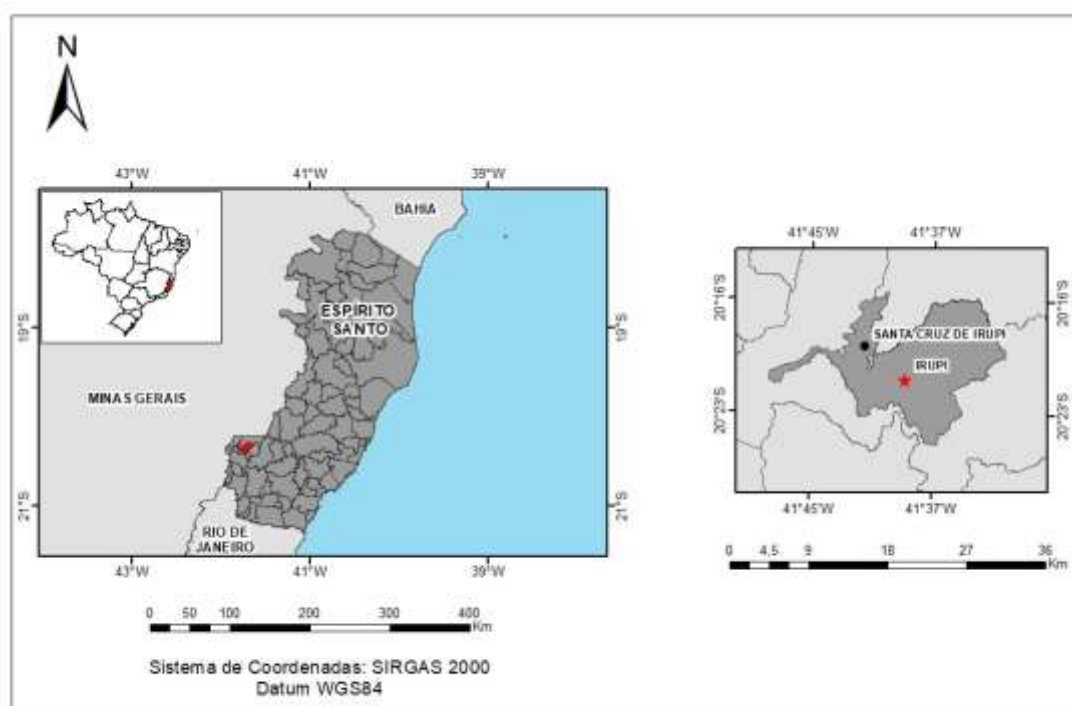 N
43°W 41°W 39°W
BAHIA
ESPÍRITO
SANTO
19°S 19°S
MINAS GERAIS
21°S 21°S
RIO DE
JANEIRO
43°W 41°W 39°W
0 50 100 200 300 400
Km
Sistema de Coordenadas: SIRGAS 2000
Datum WGS84
41°45'W 41°37'W
20°16'S 20°16'S
SANTA CRUZ DE IRUPI
IRUPI
20°23'S 20°23'S
41°45'W 41°37'W
0 4,5 9 18 27 36
Km